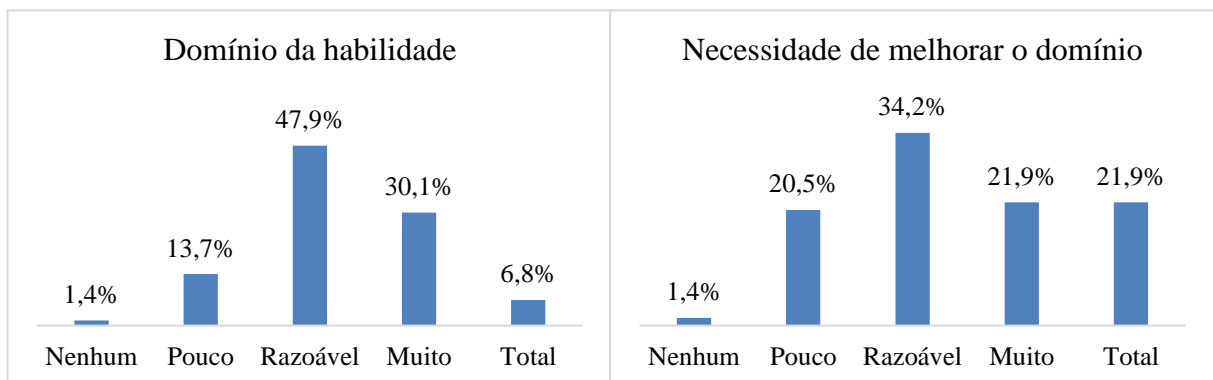 Domínio da habilidade
47,9%
30,1%
13,7%
6,8%
1,4%
Nenhum Pouco Razoável Muito Total
Necessidade de melhorar o domínio
34,2%
21,9% 21,9%
20,5%
1,4%
Nenhum Pouco Razoável Muito Total